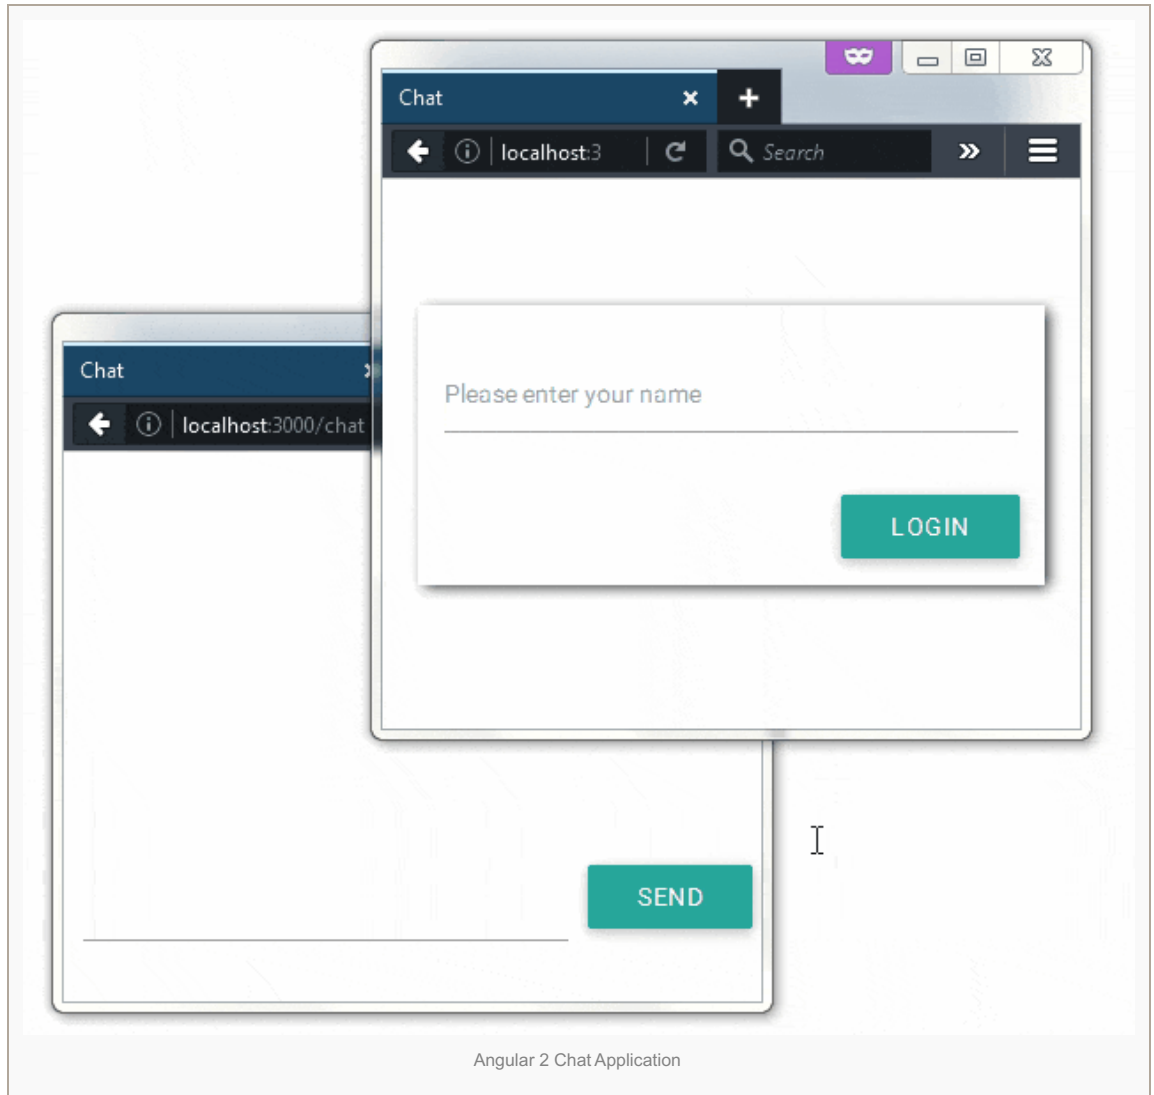 Chat
localhost:3
Search
Please enter your name
LOGIN
Chat
localhost:3000/chat
SEND
Angular 2 Chat Application